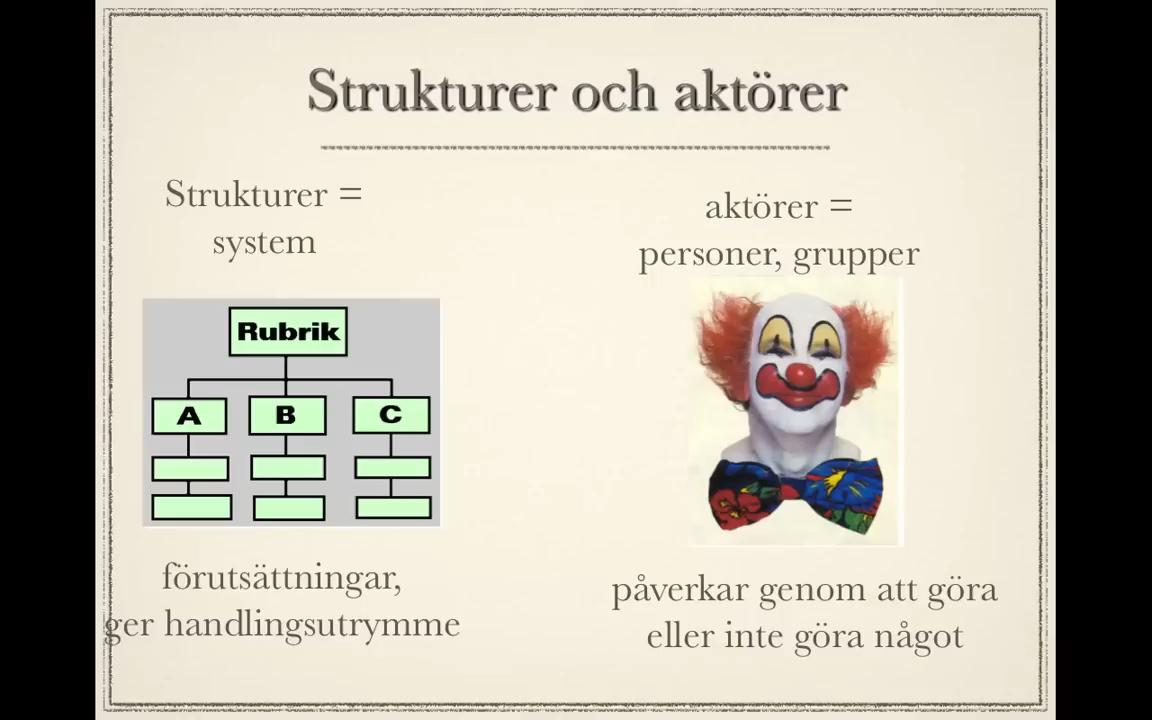 Strukturer och aktörer
Strukturer =
system
Rubrik
A
B
C
förutsättningar,
ger handlingsutrymme
aktörer =
personer, grupper
påverkar genom att göra
eller inte göra något